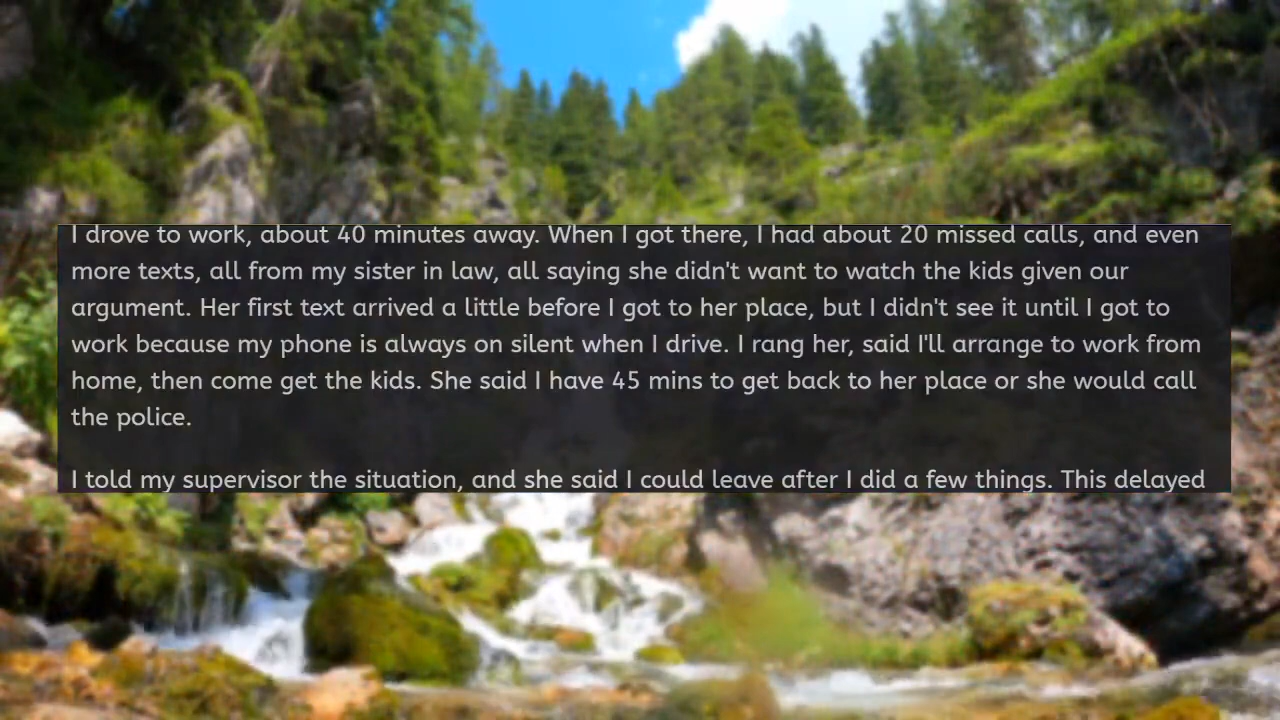 I drove to work, about 40 minutes away. When I got there, I had about 20 missed calls, and even
more texts, all from my sister in law, all saying she didn't want to watch the kids given our
argument. Her first text arrived a little before I got to her place, but I didn't see it until I got to
work because my phone is always on silent when I drive. I rang her, said I'll arrange to work from
home, then come get the kids. She said I have 45 mins to get back to her place or she would call
the police.
I told my supervisor the situation, and she said I could leave after I did a few things. This delayed